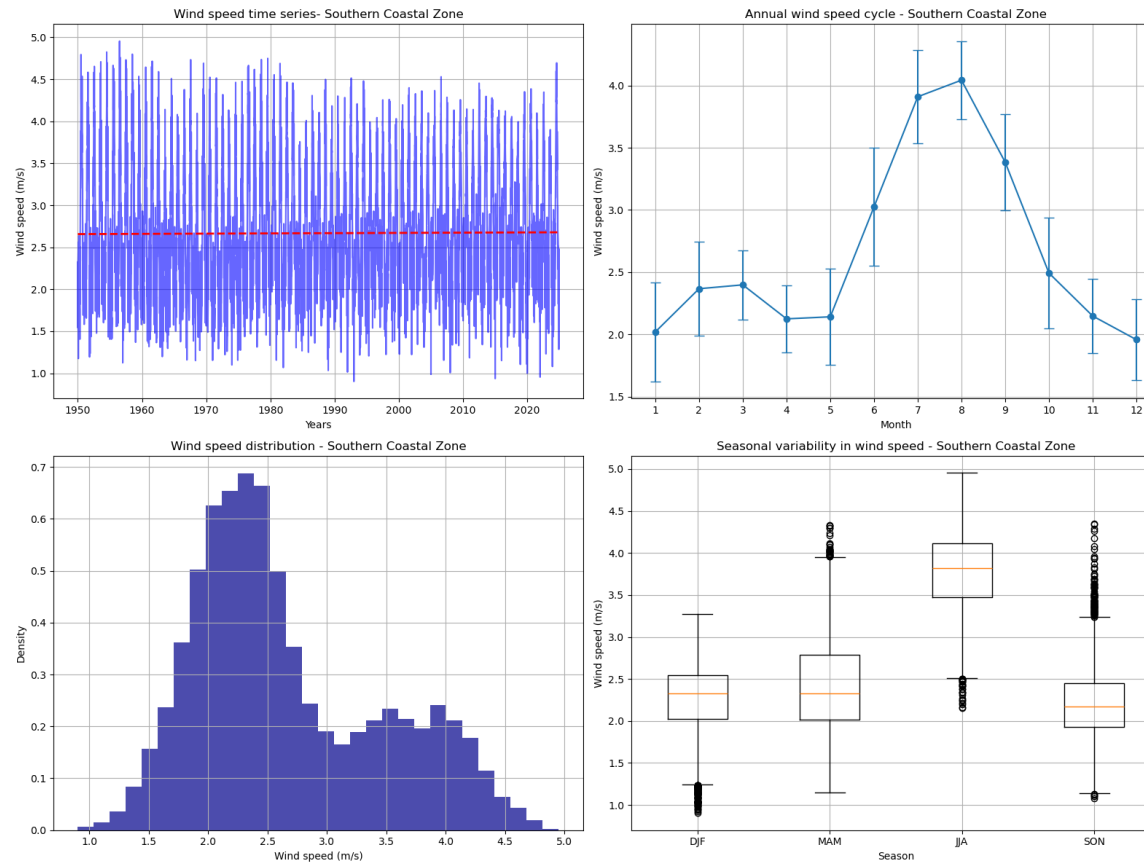 Wind speed time series- Southern Coastal Zone
Wind speed (m/s)
5.0
4.5
4.0
3.5
3.0
2.5
2.0
1.5
1.0
1950 1960 1970 1980 1990 2000 2010 2020
Years
Annual wind speed cycle - Southern Coastal Zone
Wind speed (m/s)
4.0
3.5
3.0
2.5
2.0
1.5
1 2 3 4 5 6 7 8 9 10 11 12
Month
Wind speed distribution - Southern Coastal Zone
Density
0.7
0.6
0.5
0.4
0.3
0.2
0.1
0.0
1.0 1.5 2.0 2.5 3.0 3.5 4.0 4.5 5.0
Wind speed (m/s)
Seasonal variability in wind speed - Southern Coastal Zone
Wind speed (m/s)
5.0
4.5
4.0
3.5
3.0
2.5
2.0
1.5
1.0
DJF MAM JJA SON
Season